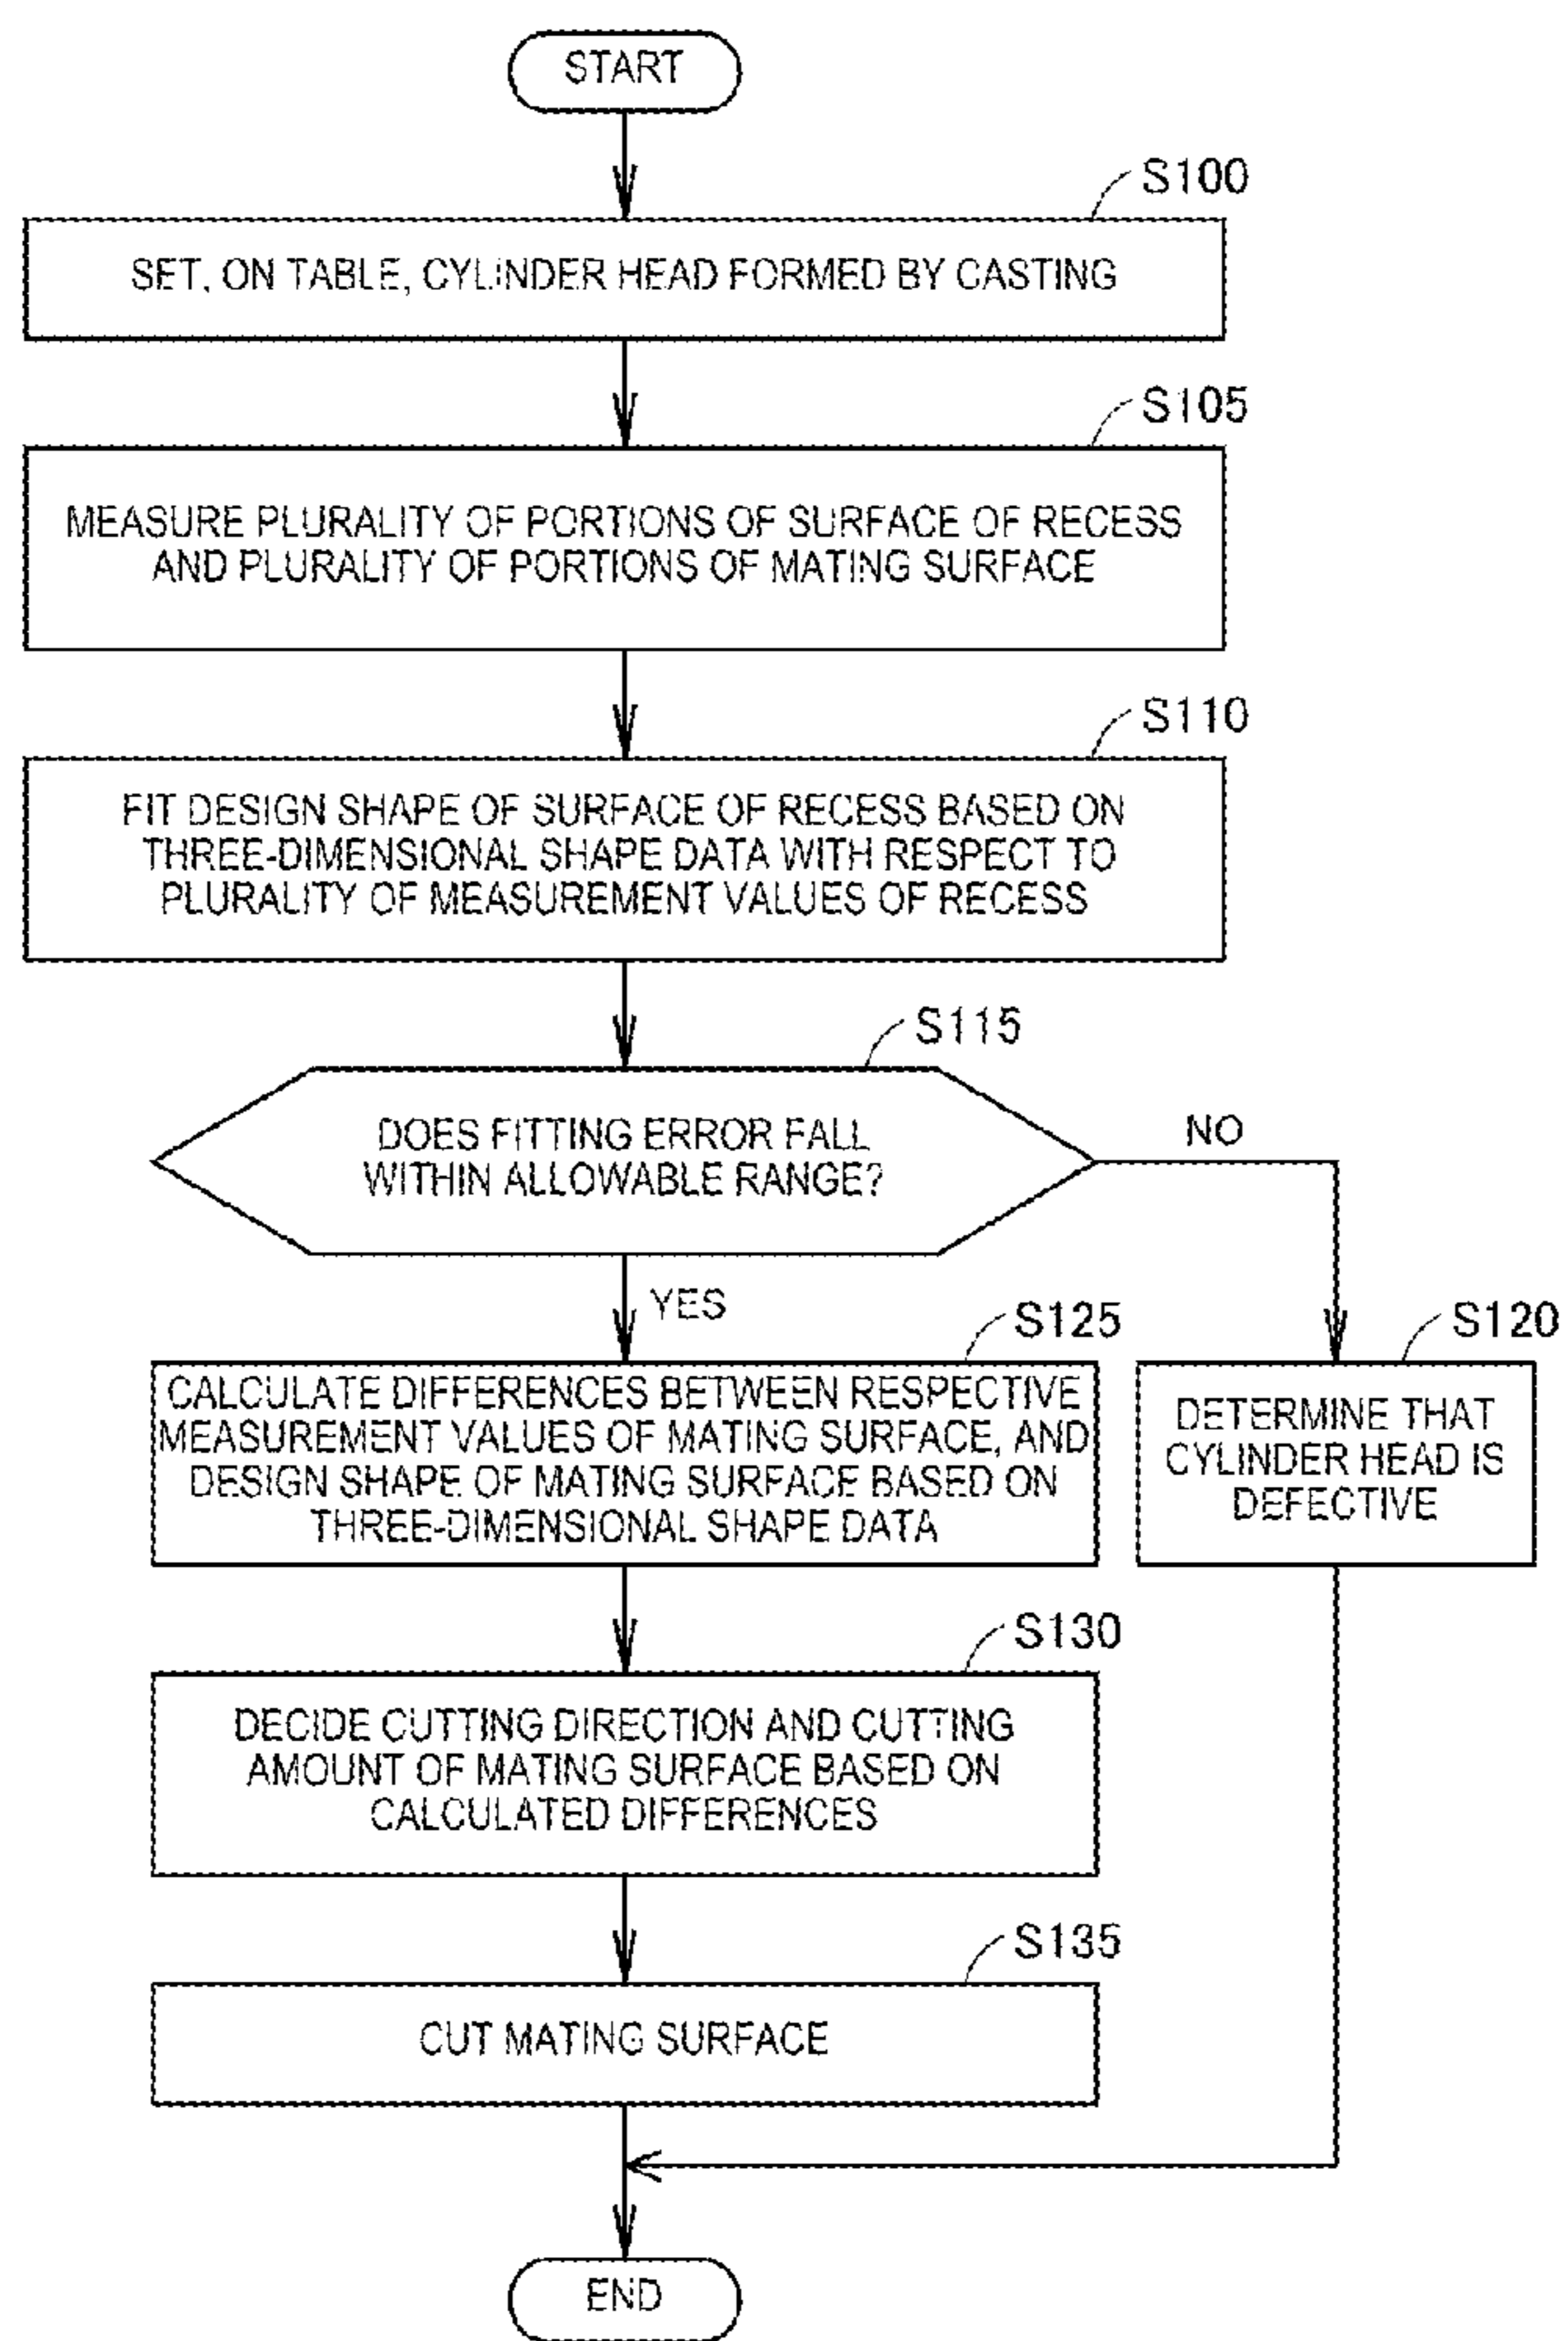 START
S100
SET, ON TABLE, CYLINDER HEAD FORMED BY CASTING
S105
MEASURE PLURALITY OF PORTIONS OF SURFACE OF RECESS
AND PLURALITY OF PORTIONS OF MATING SURFACE
S110
FIT DESIGN SHAPE OF SURFACE OF RECESS BASED ON
THREE-DIMENSIONAL SHAPE DATA WITH RESPECT TO
PLURALITY OF MEASUREMENT VALUES OF RECESS
S115
DOES FITTING ERROR FALL
WITHIN ALLOWABLE RANGE?
NO
YES
S125
CALCULATE DIFFERENCES BETWEEN RESPECTIVE
MEASUREMENT VALUES OF MATING SURFACE, AND
DESIGN SHAPE OF MATING SURFACE BASED ON
THREE-DIMENSIONAL SHAPE DATA
S120
DETERMINE THAT
CYLINDER HEAD IS
DEFECTIVE
S130
DECIDE CUTTING DIRECTION AND CUTTING
AMOUNT OF MATING SURFACE BASED ON
CALCULATED DIFFERENCES
S135
CUT MATING SURFACE
END